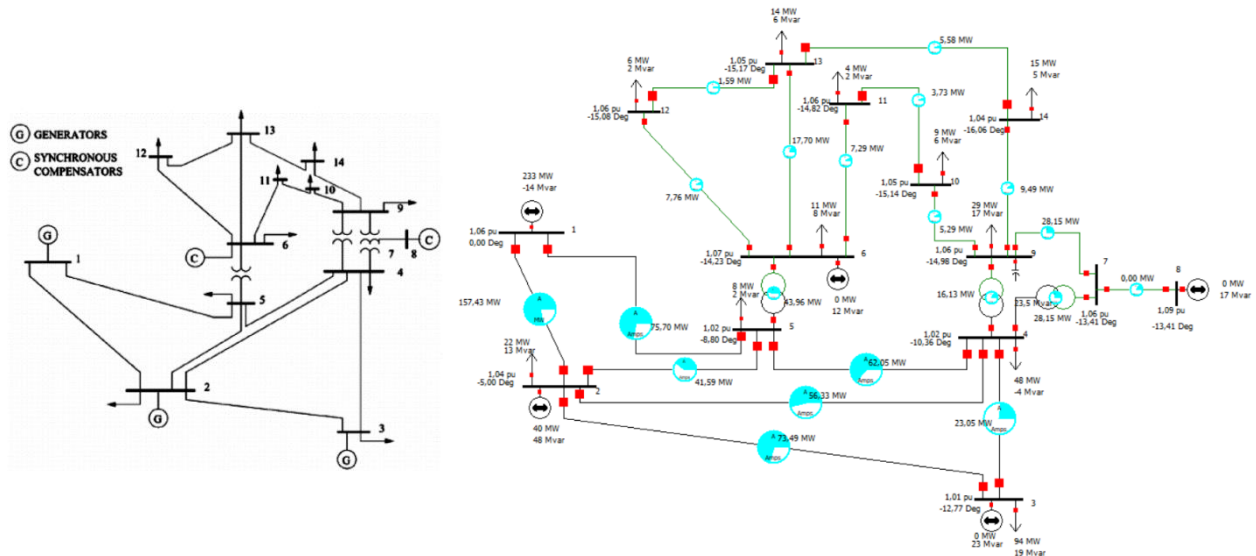 G GENERATORS
C SYNCHRONOUS
COMPENSATORS
13
12
14
11
10
9
G
C
6
7
8
C
1
4
5
2
G
3
G
14 MW
6 Mvar
1,05 pu
-15,17 Deg
13
5,58 MW
6 MW
2 Mvar
1,59 MW
1,06 pu
-15,08 Deg
12
4 MW
2 Mvar
1,06 pu
-14,82 Deg
11
3,73 MW
15 MW
5 Mvar
1,04 pu
-16,06 Deg
14
17,70 MW
7,29 MW
9 MW
6 Mvar
1,05 pu
-15,14 Deg
10
7,76 MW
9,49 MW
233 MW
-14 Mvar
1,06 pu
0,00 Deg
1
11 MW
8 Mvar
5,29 MW
29 MW
17 Mvar
28,15 MW
1,07 pu
-14,23 Deg
6
1,06 pu
-14,98 Deg
9
7
0,00 MW
8
0 MW
17 Mvar
0 MW
12 Mvar
8 MW
2 Mvar
43,96 MW
16,13 MW
23,5 Mvar
28,15 MW
1,06 pu
-13,41 Deg
1,09 pu
-13,41 Deg
157,43 MW
A
MW
A
Amps
75,70 MW
1,02 pu
-8,80 Deg
5
1,02 pu
-10,36 Deg
4
22 MW
13 Mvar
1,04 pu
-5,00 Deg
2
A
Amps
41,59 MW
A
Amps
62,05 MW
48 MW
-4 Mvar
40 MW
48 Mvar
A
Amps
56,33 MW
A
Amps
23,05 MW
A
Amps
73,49 MW
1,01 pu
-12,77 Deg
3
0 MW
23 Mvar
94 MW
19 Mvar